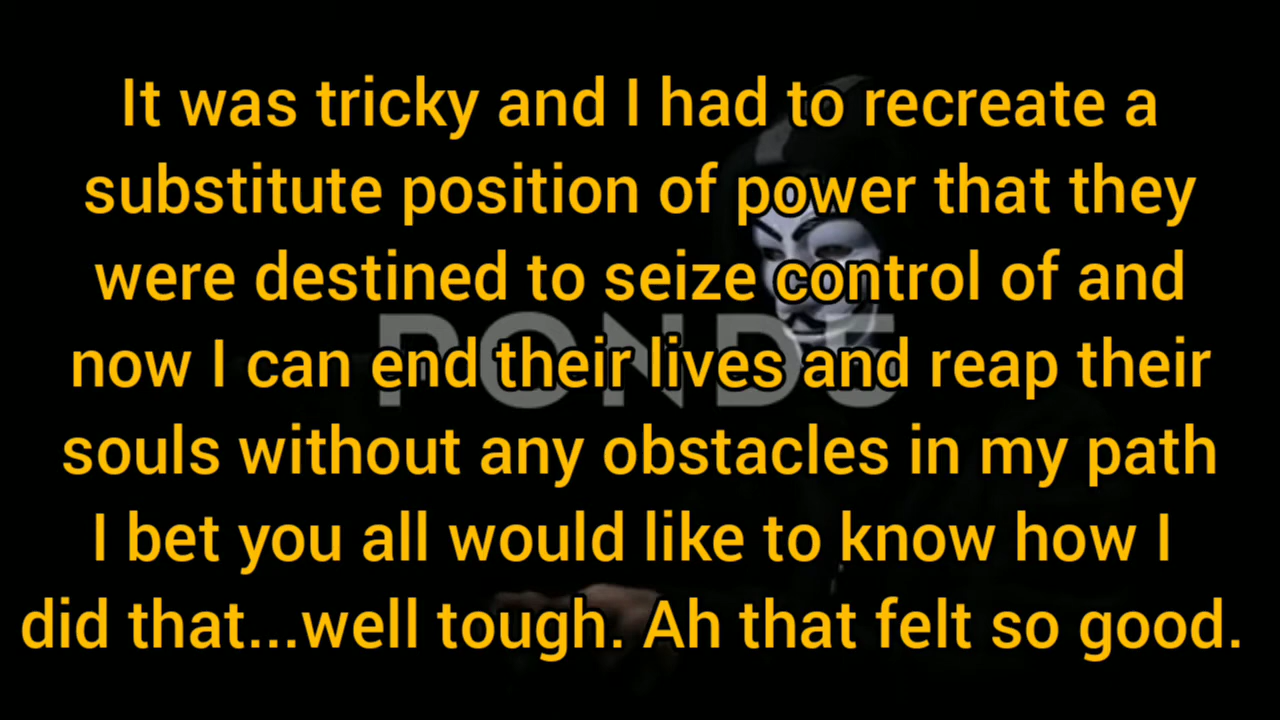 It was tricky and I had to recreate a
substitute position of power that they
were destined to seize control of and
now I can end their lives and reap their
souls without any obstacles in my path
I bet you all would like to know how I
did that...well tough. Ah that felt so good.
POND5